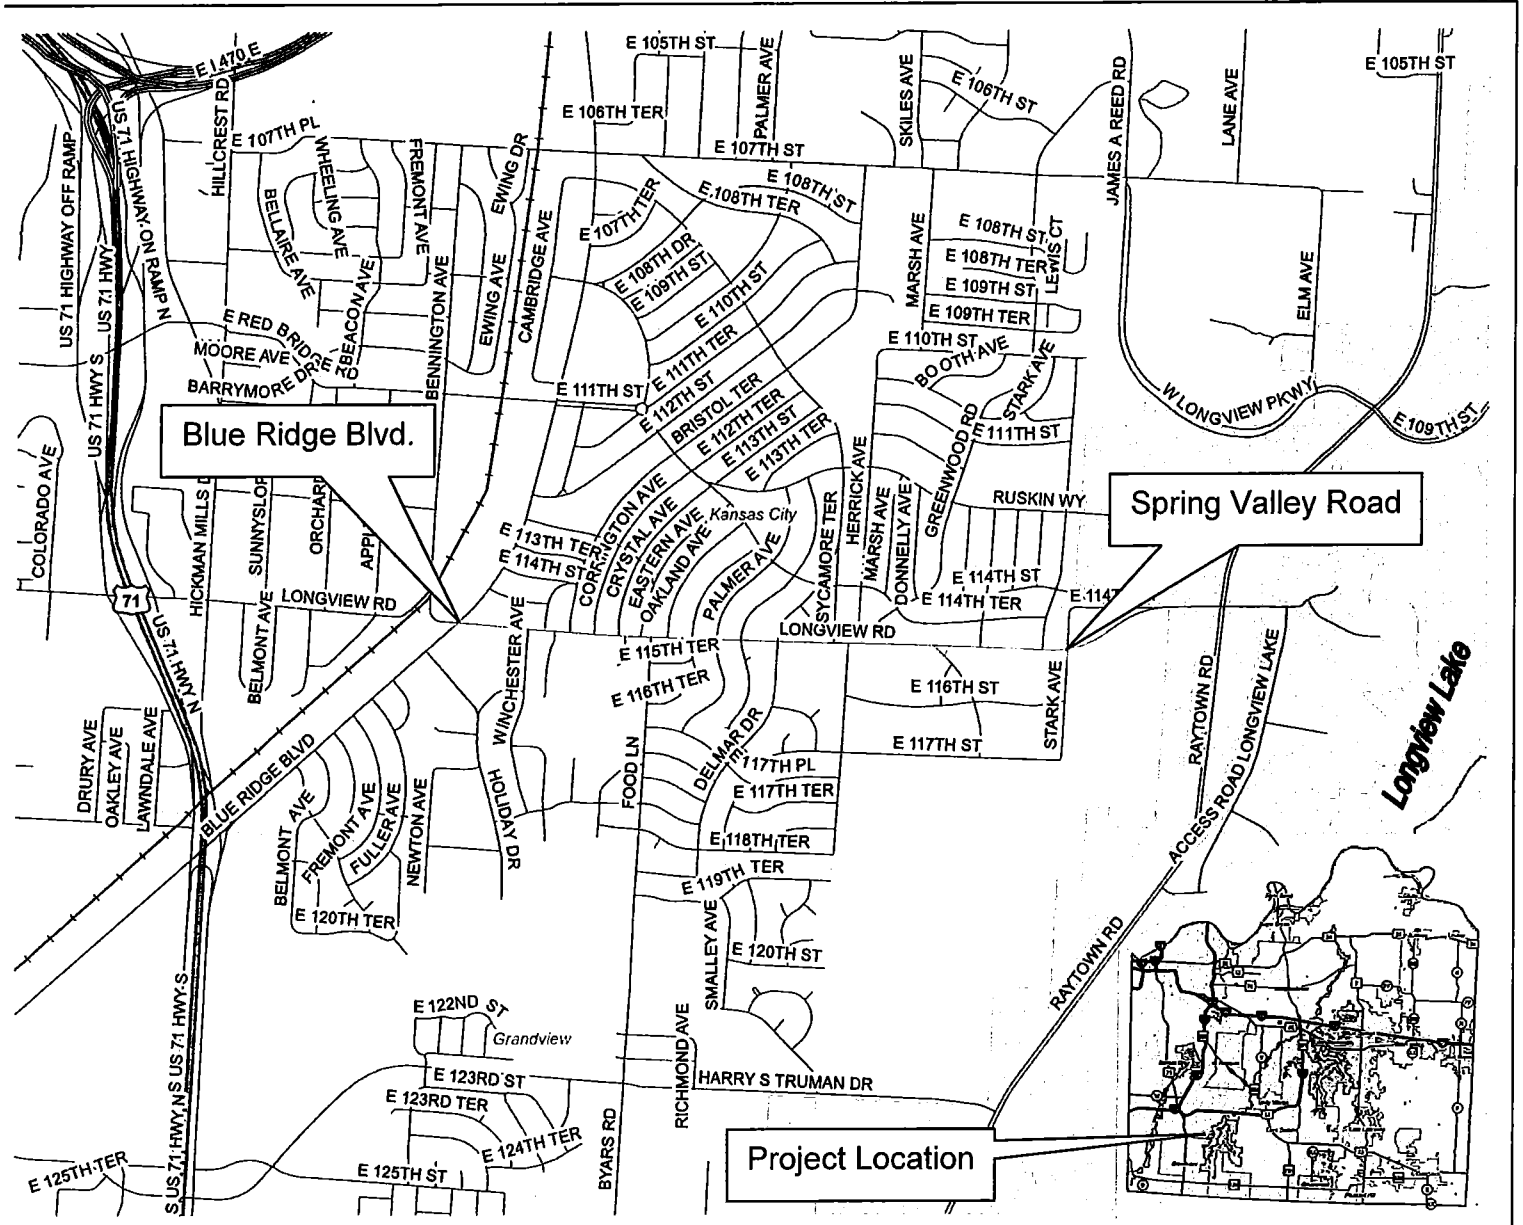 E I 470 E
E 105TH ST
PALMER AVE
SKILES AVE
E 106TH ST
JAMES A REED RD
LANE AVE
E 105TH ST
E 106TH TER
US 71 HIGHWAY OFF RAMP
US 71 HIGHWAY ON RAMP N
US 71 HWY
HILLCREST RD
E 107TH PL
WHEELING AVE
FREMONT AVE
EWING DR
E 107TH ST
BELLAIRE AVE
E 107TH TER
E 108TH TER
E 108TH ST
MARSH AVE
E 108TH ST
LEWIS CT
E 108TH TER
E 109TH ST
E 109TH TER
ELM AVE
BEACON AVE
BENNINGTON AVE
EWING AVE
CAMBRIDGE AVE
E 108TH DR
E 109TH ST
E 110TH ST
E 110TH ST
BOOTH AVE
STARK AVE
E RED BRIDGE RD
MOORE AVE
BARRYMORE DR
US 71 HWY S
E 111TH ST
E 111TH TER
E 112TH ST
BRISTOL TER
E 112TH TER
E 113TH ST
E 113TH TER
GREENWOOD RD
E 111TH ST
W LONGVIEW PKWY
E 109TH ST
Blue Ridge Blvd.
Spring Valley Road
COLORADO AVE
HICKMAN MILLS D
SUNNYSLOP
ORCHARD
APPL
E 113TH TER
E 114TH ST
CORRINGTON AVE
CRYSTAL AVE
EASTERN AVE
OAKLAND AVE
Kansas City
PALMER AVE
SYCAMORE TER
HERRICK AVE
MARSH AVE
DONNELLY AVE
RUSKIN WY
E 114TH ST
E 114TH TER
E 114T
71
LONGVIEW RD
BELMONT AVE
WINCHESTER AVE
LONGVIEW RD
E 115TH TER
E 116TH TER
E 116TH ST
STARK AVE
E 117TH ST
RAYTOWN RD
ACCESS ROAD LONGVIEW LAKE
Longview Lake
US 71 HWY N
DRURY AVE
OAKLEY AVE
LAWNDALE AVE
BLUE RIDGE BLVD
BELMONT AVE
FREMONT AVE
FULLER AVE
NEWTON AVE
HOLIDAY DR
FOOD LN
DELMAR DR
E 117TH PL
E 117TH TER
E 118TH TER
E 119TH TER
E 120TH TER
SMALLEY AVE
E 120TH ST
RAYTOWN RD
E 122ND ST
Grandview
RICHMOND AVE
E 123RD ST
HARRY S TRUMAN DR
E 123RD TER
E 124TH TER
BYARS RD
E 125TH TER
E 125TH ST
S US 71 HWY N S US 71 HWY S
Project Location